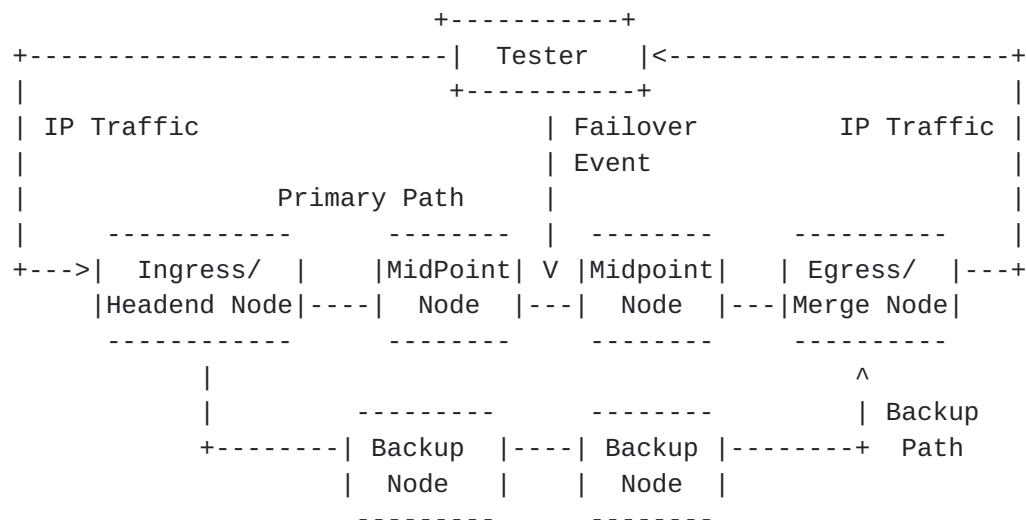 Tester
IP Traffic | Failover IP Traffic
Event
Primary Path
Ingress/ MidPoint V Midpoint Egress/
Headend Node Node Node Merge Node
Backup
Backup Backup Path
Node Node